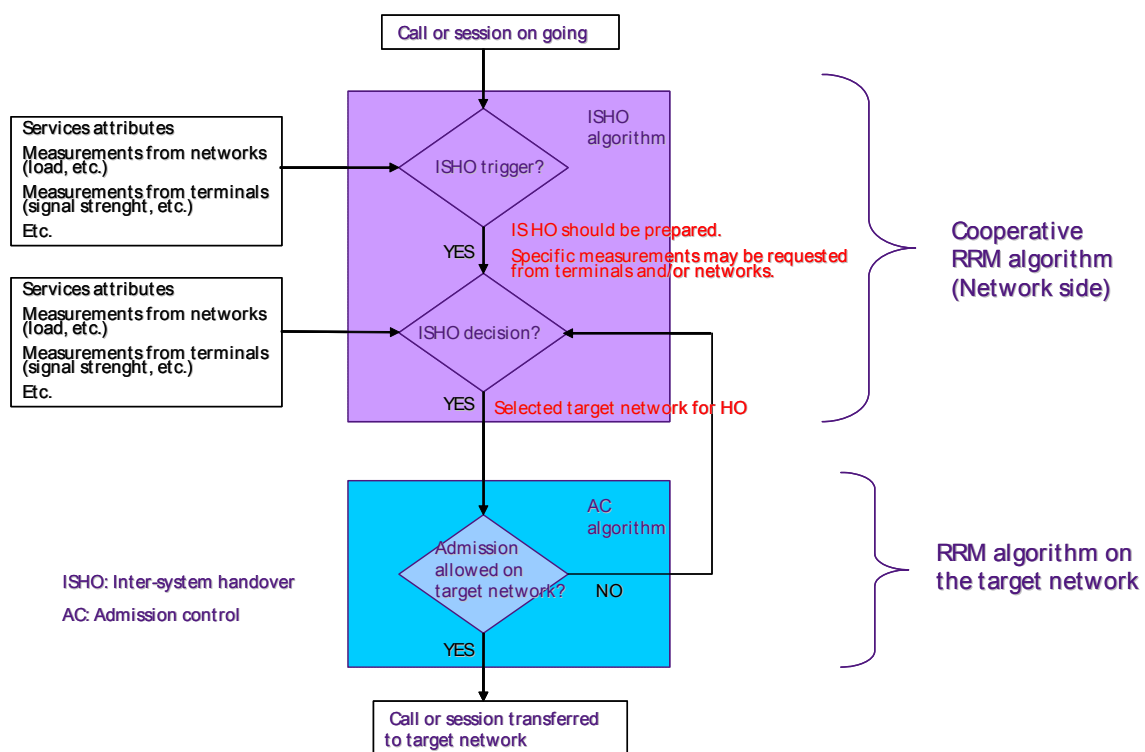 Call or session on going
ISHO
algorithm
Services attributes
Measurements from networks
(load, etc.)
Measurements from terminals
(signal strenght, etc.)
Etc.
ISHO trigger?
YES
ISHO should be prepared.
Specific measurements may be requested
from terminals and/or networks.
Cooperative
RRM algorithm
(Network side)
Services attributes
Measurements from networks
(load, etc.)
Measurements from terminals
(signal strenght, etc.)
Etc.
ISHO decision?
YES
Selected target network for HO
AC
algorithm
Admission
allowed on
target network?
NO
YES
RRM algorithm on
the target network
ISHO: Inter-system handover
AC: Admission control
Call or session transferred
to target network